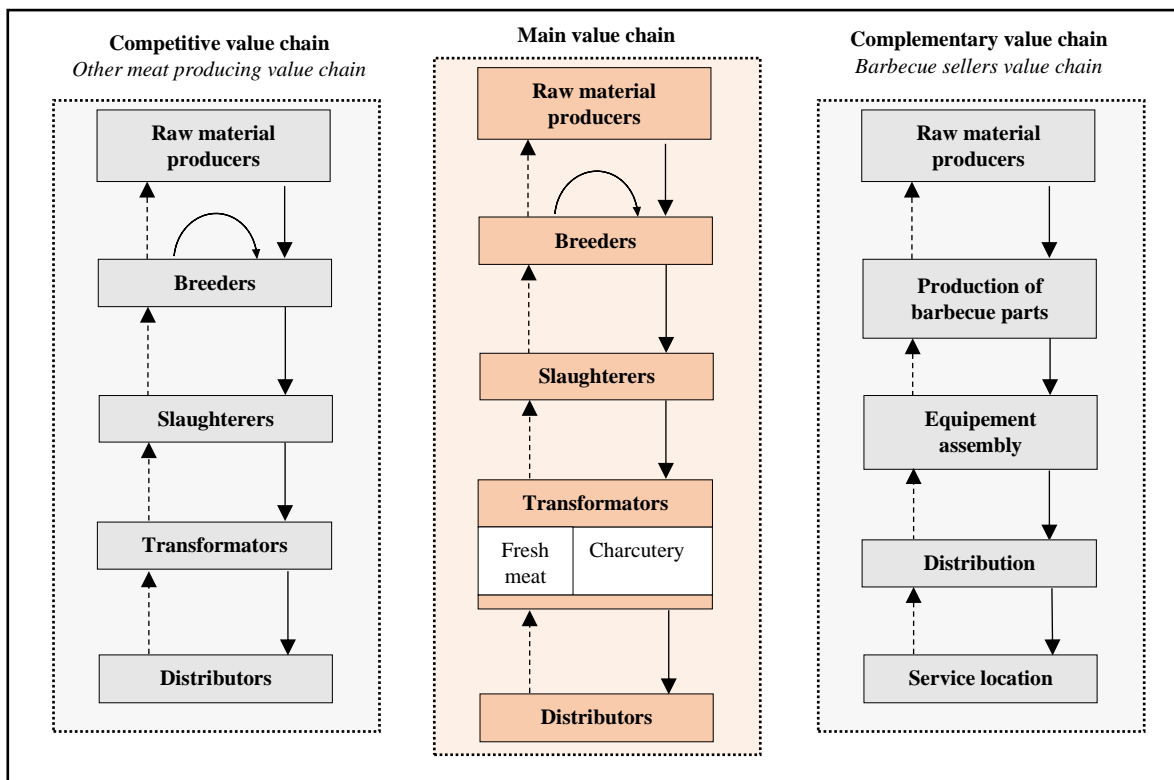 Competitive value chain
Other meat producing value chain
Raw material
producers
Breeders
Slaughterers
Transformators
Distributors
Main value chain
Raw material
producers
Breeders
Slaughterers
Transformators
Fresh
meat
Charcutery
Distributors
Complementary value chain
Barbecue sellers value chain
Raw material
producers
Production of
barbecue parts
Equipement
assembly
Distribution
Service location